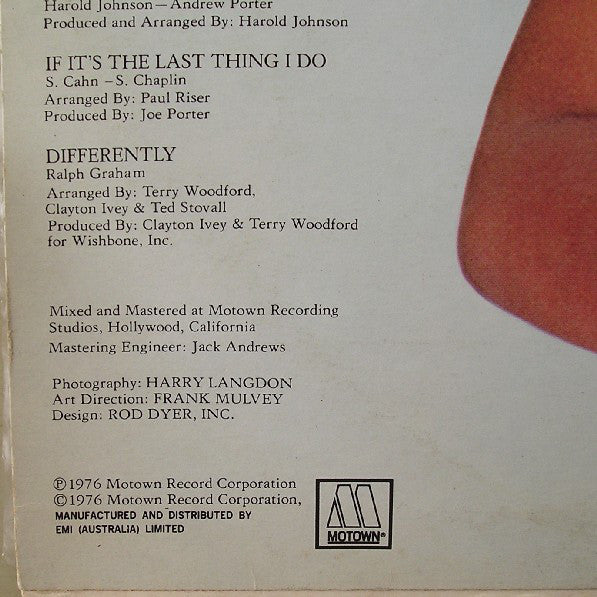 Harold Johnson—Andrew Porter
Produced and Arranged By: Harold Johnson
IF IT'S THE LAST THING I DO
S. Cahn –S. Chaplin
Arranged By: Paul Riser
Produced By: Joe Porter
DIFFERENTLY
Ralph Graham
Arranged By: Terry Woodford,
Clayton Ivey & Ted Stovall
Produced By: Clayton Ivey & Terry Woodford
for Wishbone, Inc.
Mixed and Mastered at Motown Recording
Studios, Hollywood, California
Mastering Engineer: Jack Andrews
Photography: HARRY LANGDON
Art Direction: FRANK MULVEY
Design: ROD DYER, INC.
℗1976 Motown Record Corporation
©1976 Motown Record Corporation,
MANUFACTURED AND DISTRIBUTED BY
EMI (AUSTRALIA) LIMITED
M
MOTOWN®